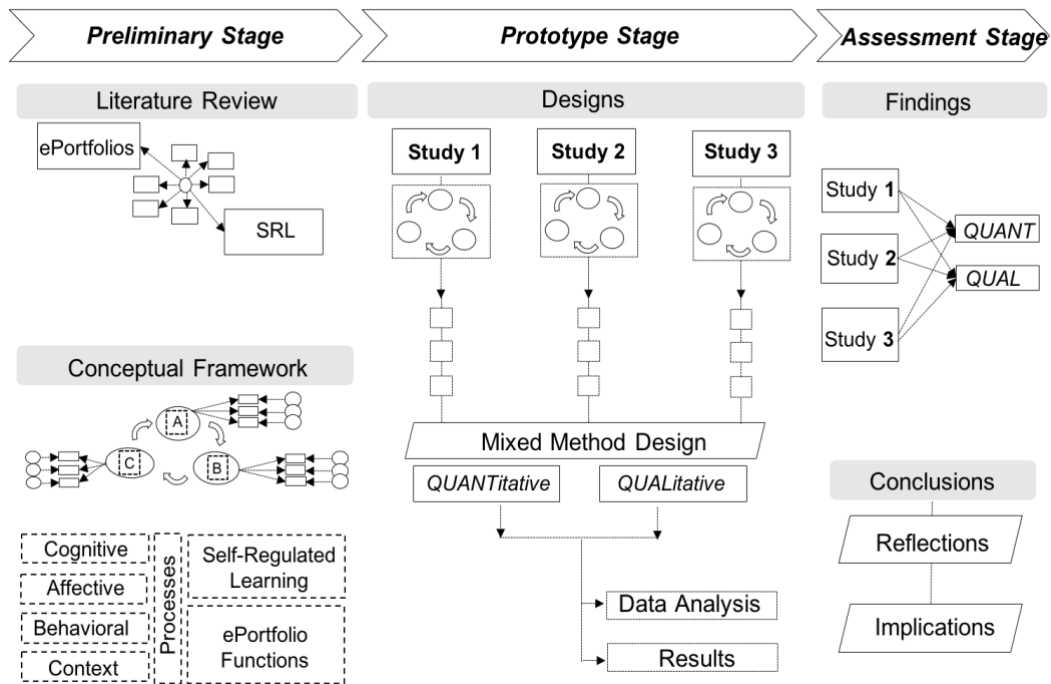 Preliminary Stage
Prototype Stage
Assessment Stage
Literature Review
ePortfolios
SRL
Conceptual Framework
A
B
C
Cognitive
Affective
Behavioral
Context
Processes
Self-Regulated
Learning
ePortfolio
Functions
Designs
Study 1
Study 2
Study 3
Mixed Method Design
QUANTitative
QUALitative
Data Analysis
Results
Findings
Study 1
Study 2
Study 3
QUANT
QUAL
Conclusions
Reflections
Implications